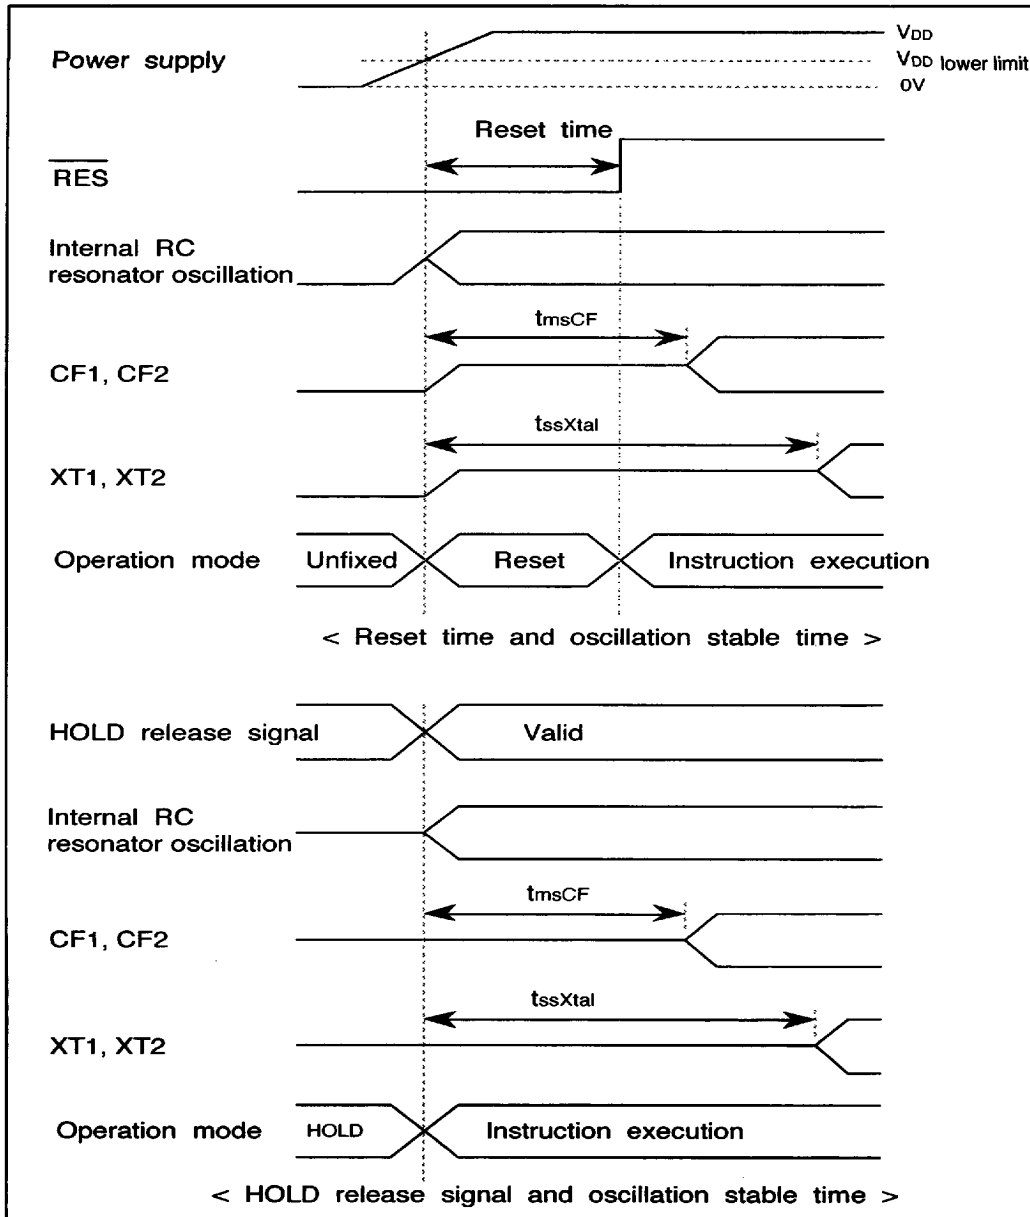 Power supply
VDD
VDD lower limit
0V
Reset time
RES
Internal RC
resonator oscillation
tmsCF
CF1, CF2
tssXtal
XT1, XT2
Operation mode
Unfixed
Reset
Instruction execution
< Reset time and oscillation stable time >
HOLD release signal
Valid
Internal RC
resonator oscillation
tmsCF
CF1, CF2
tssXtal
XT1, XT2
Operation mode
HOLD
Instruction execution
< HOLD release signal and oscillation stable time >